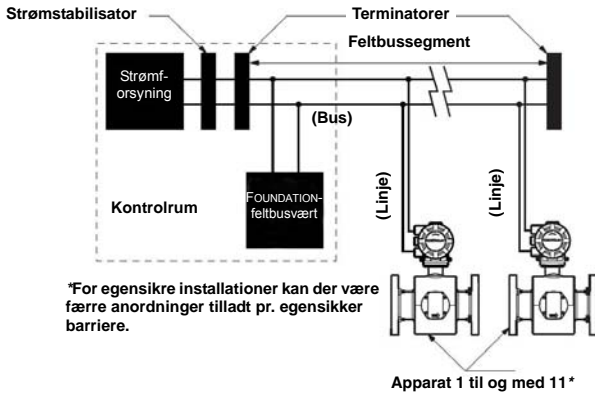 Strømstabilisator
Terminatorer
Feltbussegment
Strømf-
orsyning
(Bus)
FOUNDATION-
feltbusvært
Kontrolrum
(Linje)
(Linje)
*For egensikre installationer kan der være
færre anordninger tilladt pr. egensikker
barriere.
Apparat 1 til og med 11*